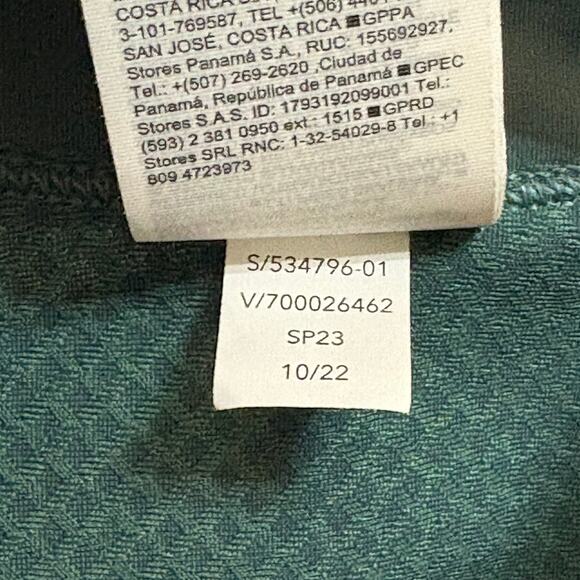 COSTA RICA
3-101-769587, TEL +(506)
SAN JOSÉ, COSTA RICA ■GPPA
Stores Panamá S.A., RUC: 155692927,
Tel.: +(507) 269-2620 ,Ciudad de
Panamá, República de Panamá ■GPEC
Stores S.A.S. ID: 1793192099001 Tel.:
(593) 2 381 0950 ext.: 1515 ■GPRD
Stores SRL RNC: 1-32-54029-8 Tel : +1
809 4723973
S/534796-01
V/700026462
SP23
10/22